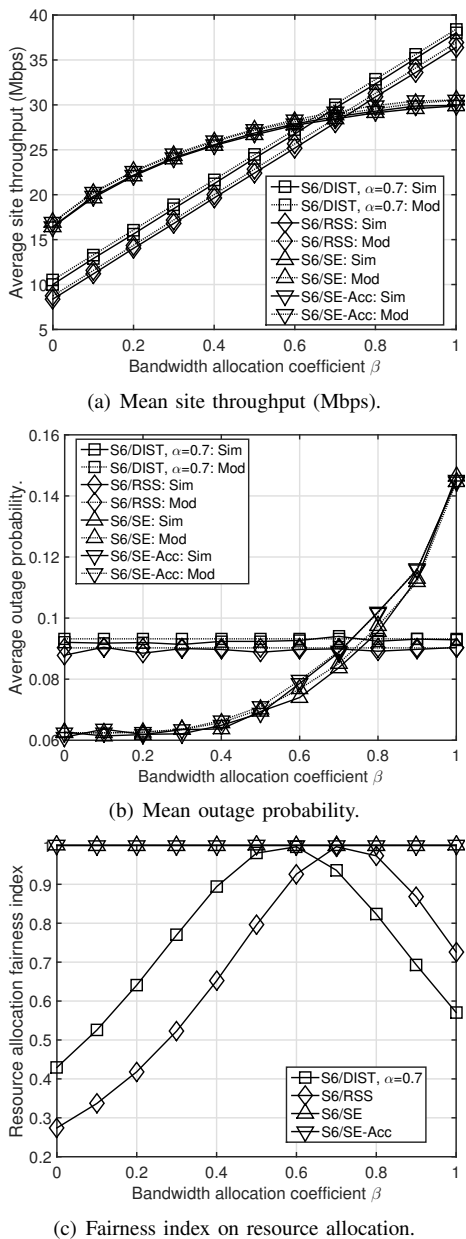 40
35
30
25
20
15
10
5
Average site throughput (Mbps)
S6/DIST, α=0.7: Sim
S6/DIST, α=0.7: Mod
S6/RSS: Sim
S6/RSS: Mod
S6/SE: Sim
S6/SE: Mod
S6/SE-Acc: Sim
S6/SE-Acc: Mod
0 0.2 0.4 0.6 0.8 1
Bandwidth allocation coefficient β
(a) Mean site throughput (Mbps).
0.16
0.14
0.12
0.1
0.08
0.06
Average outage probability.
S6/DIST, α=0.7: Sim
S6/DIST, α=0.7: Mod
S6/RSS: Sim
S6/RSS: Mod
S6/SE: Sim
S6/SE: Mod
S6/SE-Acc: Sim
S6/SE-Acc: Mod
0 0.2 0.4 0.6 0.8 1
Bandwidth allocation coefficient β
(b) Mean outage probability.
0.9
0.8
0.7
0.6
0.5
0.4
0.3
0.2
Resource allocation fairness index
S6/DIST, α=0.7
S6/RSS
S6/SE
S6/SE-Acc
0 0.2 0.4 0.6 0.8 1
Bandwidth allocation coefficient β
(c) Fairness index on resource allocation.